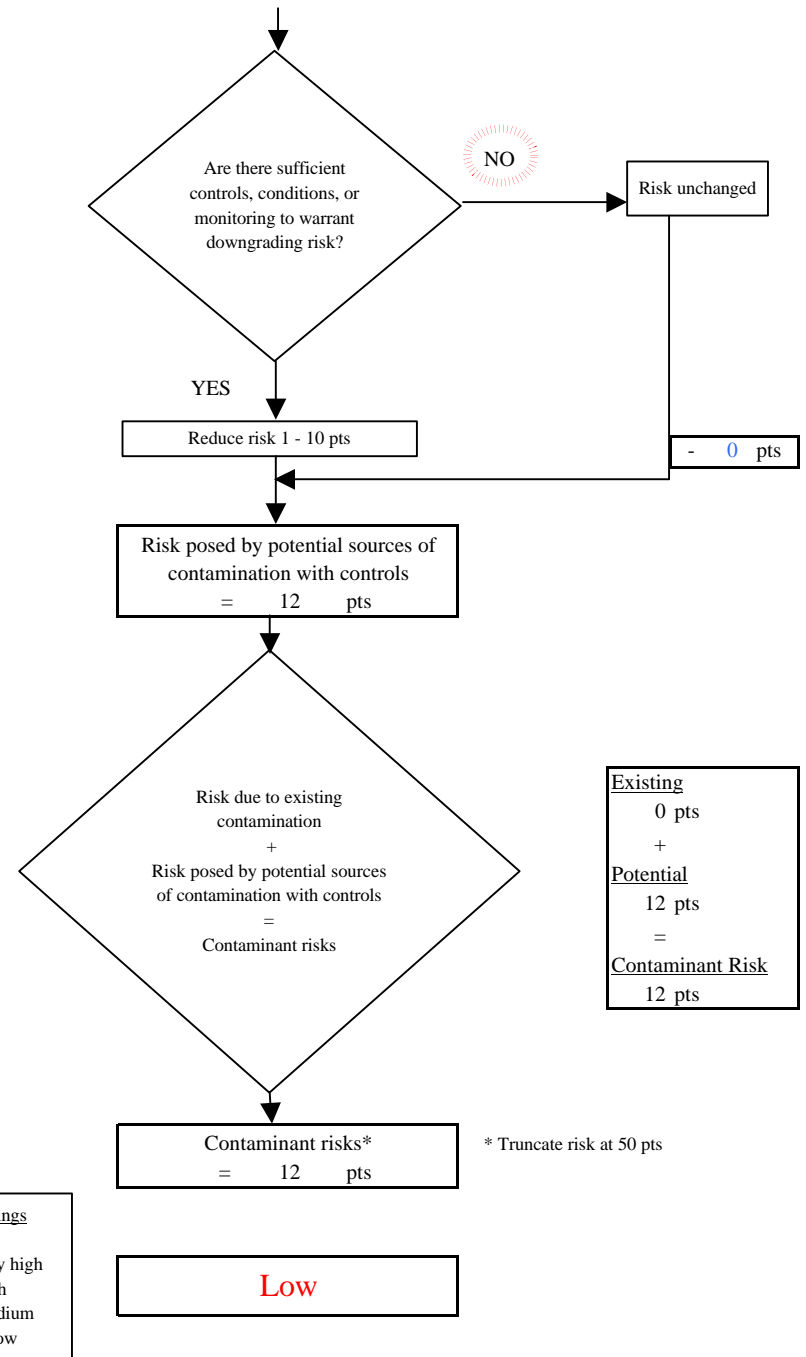 Are there sufficient
controls, conditions, or
monitoring to warrant
downgrading risk?
NO
Risk unchanged
YES
Reduce risk 1 - 10 pts
- 0 pts
Risk posed by potential sources of
contamination with controls
= 12 pts
Risk due to existing
contamination
+
Risk posed by potential sources
of contamination with controls
=
Contaminant risks
Existing
0 pts
+
Potential
12 pts
=
Contaminant Risk
12 pts
Contaminant risks*
= 12 pts
* Truncate risk at 50 pts
high
Low